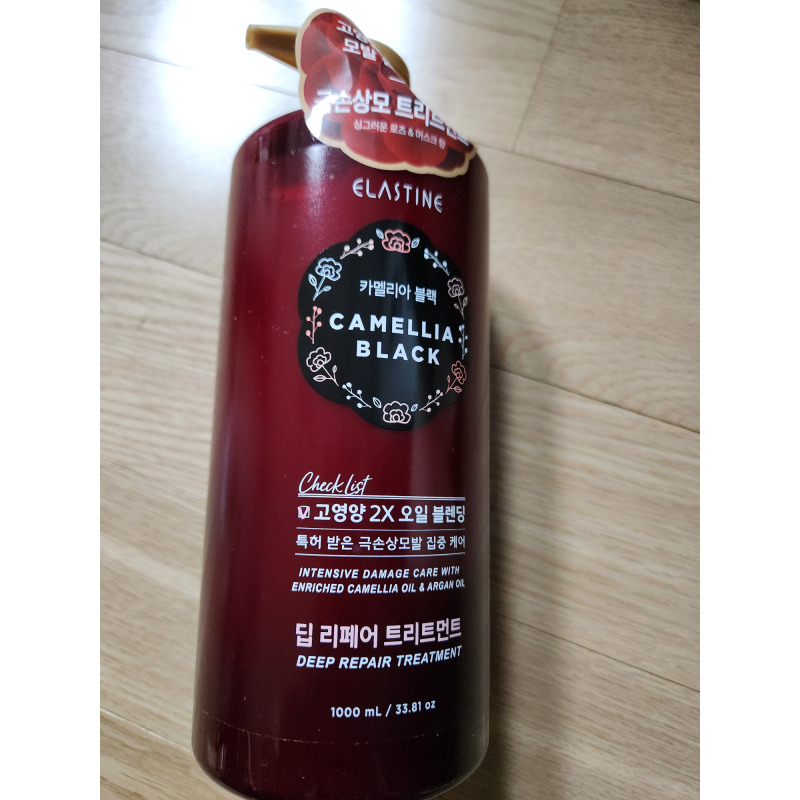 고영
모발
극손상모 트리트먼트
싱그러운 로즈 & 머스크 향
ELASTINE
카멜리아 블랙
CAMELLIA
BLACK
Check List
고영양 2X 오일 블렌딩
특허 받은 극손상모발 집중 케어
INTENSIVE DAMAGE CARE WITH
ENRICHED CAMELLIA OIL & ARGAN OIL
딥 리페어 트리트먼트
DEEP REPAIR TREATMENT
1000 mL / 33.81 oz